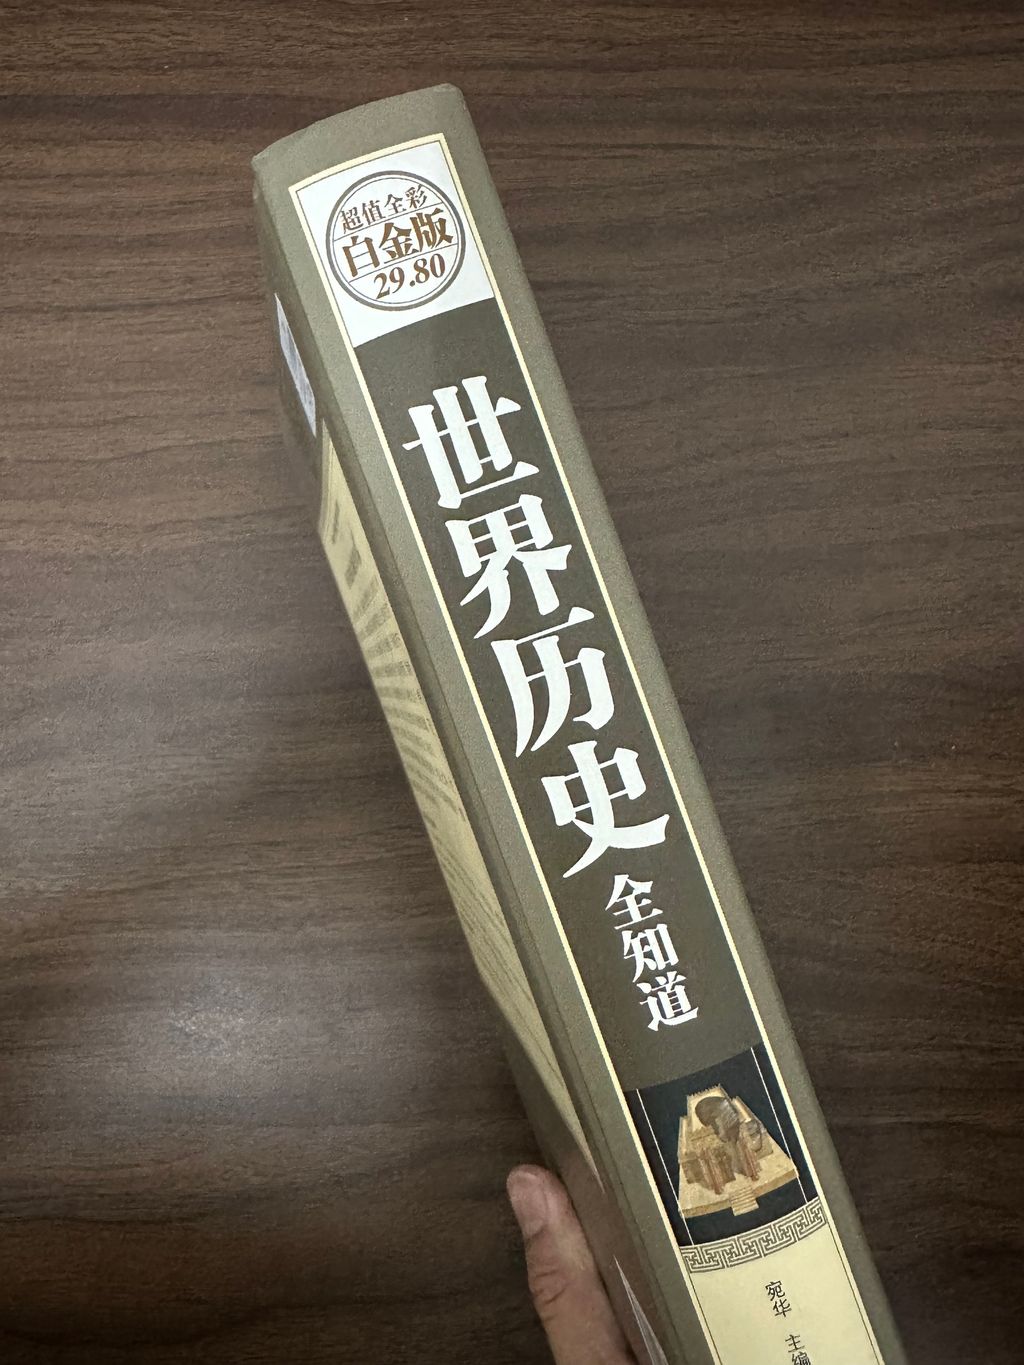 超值全彩
白金版
29.80
世界历史
全知道
宛华 主编